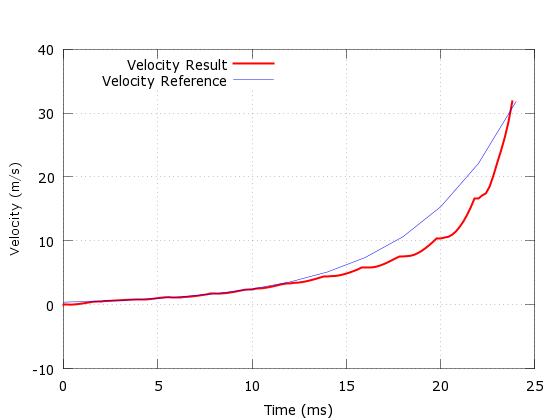 40
30
20
10
0
-10
Velocity (m/s)
Velocity Result
Velocity Reference
0 5 10 15 20 25
Time (ms)